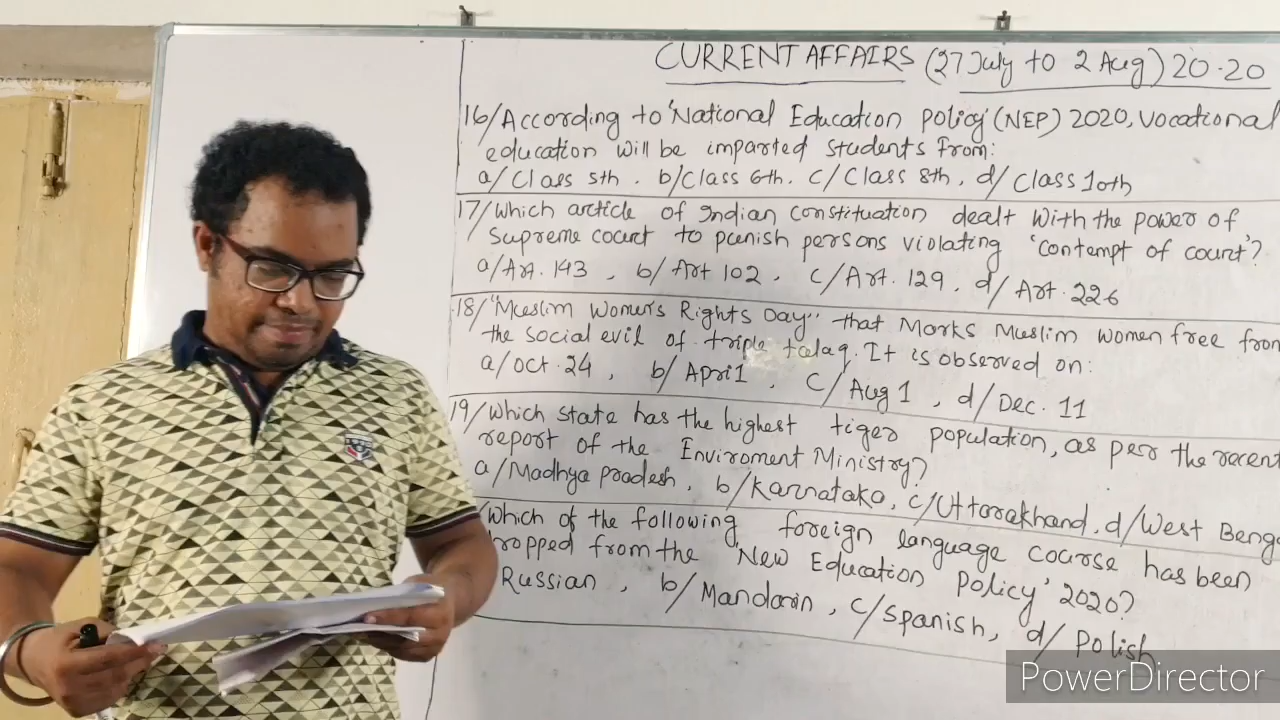 CURRENT AFFAIRS (27 July to 2 Aug) 20-20
16/ According to 'National Education Policy' (NEP) 2020, vocational
education will be imparted students from:
a/ Class 5th . b/ Class 6th. c/ Class 8th, d/ Class 10th
17/ Which article of Indian constituation dealt with the power of
Supreme court to punish persons violating 'contempt of court'?
a/ Art. 143 , b/ Art 102 , c/ Art. 129 , d/ Art. 226
18/ "Muslim Women's Rights Day" that Marks Muslim women free from
the social evil of triple talaq. It is observed on:
a/ Oct. 24 , b/ April 1 , c/ Aug 1 , d/ Dec. 11
19/ Which state has the highest tiger population, as per the recent
report of the Enviroment Ministry?
a/ Madhya pradesh , b/ Karnataka, c/ Uttarakhand, d/ West Beng
Which of the following foreign language course has been
dropped from the 'New Education Policy' 2020?
Russian , b/ Mandarin , c/ Spanish, d/ Polish
PowerDirector